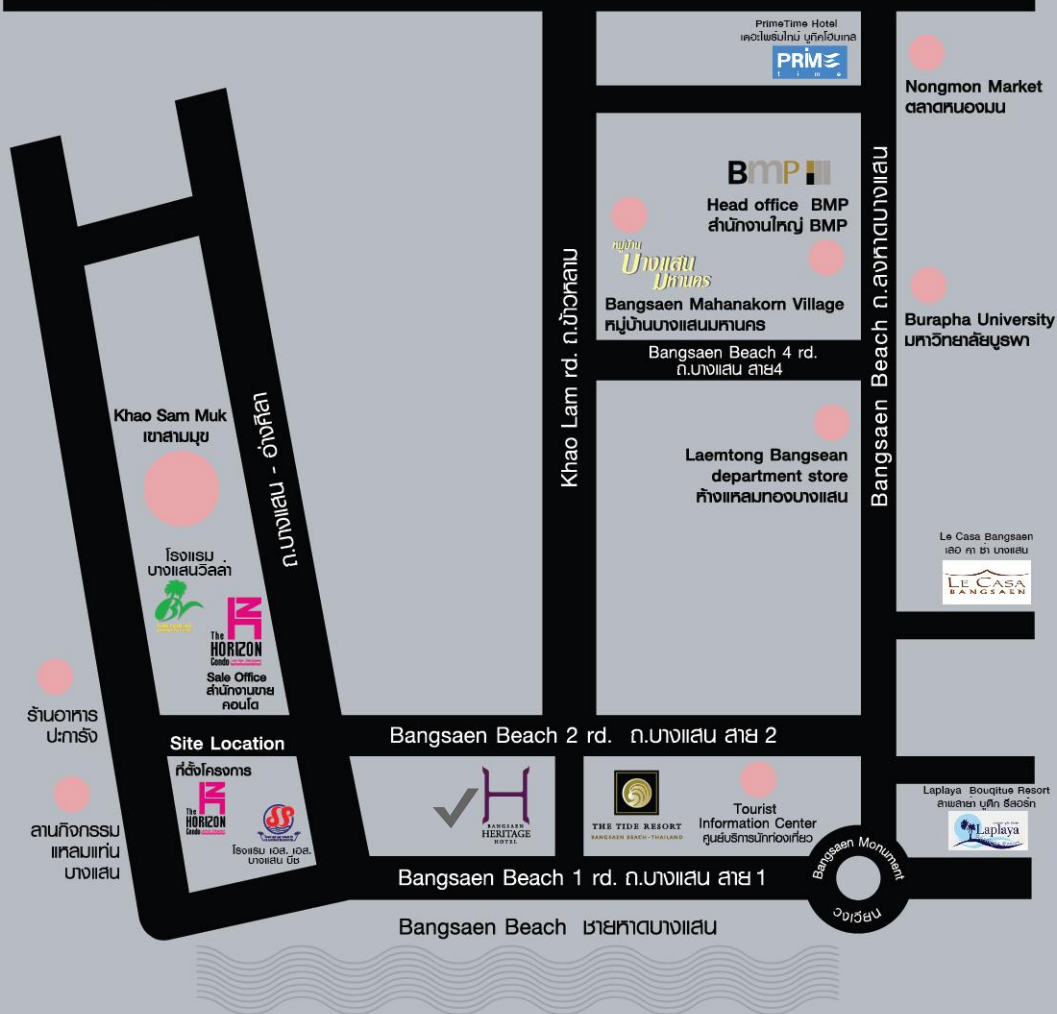 PrimeTime Hotel
เดอะไพร์มไทม์ บูทิคโฮมเทล
PRIME
time
Nongmon Market
ตลาดหนองมน
BMP
Head office BMP
สำนักงานใหญ่ BMP
หมู่บ้าน
บางแสน
มหานคร
Bangsaen Mahanakorn Village
หมู่บ้านบางแสนมหานคร
Bangsaen Beach ถ.ลงหาดบางแสน
Khao Lam rd. ถ.ข้าวหลาม
Burapha University
มหาวิทยาลัยบูรพา
Bangsaen Beach 4 rd.
ถ.บางแสน สาย4
Khao Sam Muk
เขาสามมุข
ถ.บางแสน - อ่างศิลา
Laemtong Bangsean
department store
ห้างแหลมทองบางแสน
Le Casa Bangsaen
เลอ คา ซ่า บางแสน
LE CASA
BANGSAEN
โรงแรม
บางแสนวิลล่า
BV
The
HORIZON
Condo
Sale Office
สำนักงานขาย
คอนโด
ร้านอาหาร
ปะการัง
Site Location
ที่ตั้งโครงการ
The
HORIZON
Condo
SS
โรงแรม เอส. เอส.
บางแสน บีช
Bangsaen Beach 2 rd. ถ.บางแสน สาย 2
H
BANGSAEN
HERITAGE
HOTEL
THE TIDE RESORT
BANGSAEN BEACH - THAILAND
Tourist
Information Center
ศูนย์บริการนักท่องเที่ยว
Laplaya Bouqitue Resort
ลาพลาย่า บูติก รีสอร์ท
Laplaya
ลานกิจกรรม
แหลมแท่น
บางแสน
Bangsaen Monument
วงเวียน
Bangsaen Beach 1 rd. ถ.บางแสน สาย 1
Bangsaen Beach ชายหาดบางแสน